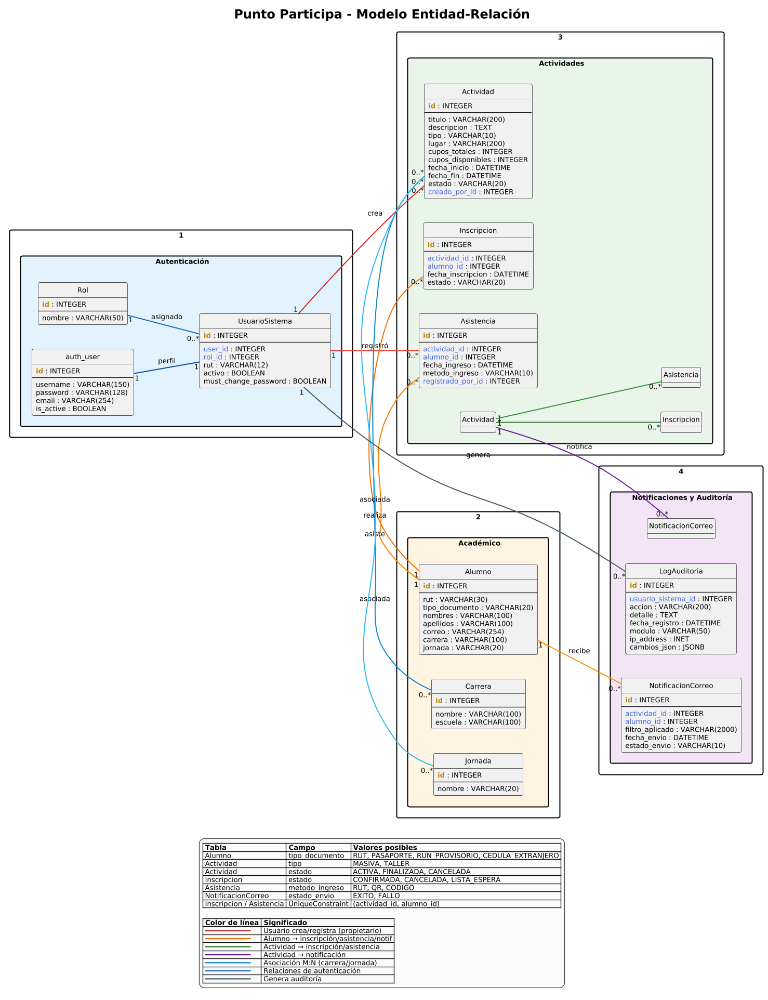 Punto Participa - Modelo Entidad-Relación
3
Actividades
Actividad
id : INTEGER
titulo : VARCHAR(200)
descripcion : TEXT
tipo : VARCHAR(10)
lugar : VARCHAR(200)
cupos_totales : INTEGER
cupos_disponibles : INTEGER
fecha_inicio : DATETIME
fecha_fin : DATETIME
estado : VARCHAR(20)
creado_por_id : INTEGER
0..*
0..*
0..*
crea
Inscripcion
id : INTEGER
actividad_id : INTEGER
alumno_id : INTEGER
fecha_inscripcion : DATETIME
estado : VARCHAR(20)
0..*
1
Autenticación
Rol
id : INTEGER
nombre : VARCHAR(50)
1
asignado
0..*
auth_user
id : INTEGER
username : VARCHAR(150)
password : VARCHAR(128)
email : VARCHAR(254)
is_active : BOOLEAN
1
perfil
1
1
UsuarioSistema
id : INTEGER
user_id : INTEGER
rol_id : INTEGER
rut : VARCHAR(12)
activo : BOOLEAN
must_change_password : BOOLEAN
1
1
registró
0..*
0..*
Asistencia
id : INTEGER
actividad_id : INTEGER
alumno_id : INTEGER
fecha_ingreso : DATETIME
metodo_ingreso : VARCHAR(10)
registrado_por_id : INTEGER
Asistencia
0..*
Actividad
1
1
1
Inscripcion
0..*
notifica
genera
asociada
realiza
asiste
asociada
2
Académico
Alumno
id : INTEGER
rut : VARCHAR(30)
tipo_documento : VARCHAR(20)
nombres : VARCHAR(100)
apellidos : VARCHAR(100)
correo : VARCHAR(254)
carrera : VARCHAR(100)
jornada : VARCHAR(20)
1
1
1
recibe
Carrera
id : INTEGER
nombre : VARCHAR(100)
escuela : VARCHAR(100)
0..*
Jornada
id : INTEGER
nombre : VARCHAR(20)
0..*
4
Notificaciones y Auditoría
0..*
NotificacionCorreo
LogAuditoria
id : INTEGER
usuario_sistema_id : INTEGER
accion : VARCHAR(200)
detalle : TEXT
fecha_registro : DATETIME
modulo : VARCHAR(50)
ip_address : INET
cambios_json : JSONB
0..*
NotificacionCorreo
id : INTEGER
actividad_id : INTEGER
alumno_id : INTEGER
filtro_aplicado : VARCHAR(2000)
fecha_envio : DATETIME
estado_envio : VARCHAR(10)
0..*
Tabla Campo Valores posibles
Alumno tipo_documento RUT, PASAPORTE, RUN_PROVISORIO, CEDULA_EXTRANJERO
Actividad tipo MASIVA, TALLER
Actividad estado ACTIVA, FINALIZADA, CANCELADA
Inscripcion estado CONFIRMADA, CANCELADA, LISTA_ESPERA
Asistencia metodo_ingreso RUT, QR, CODIGO
NotificacionCorreo estado_envio EXITO, FALLO
Inscripcion / Asistencia UniqueConstraint (actividad_id, alumno_id)
Color de línea Significado
Usuario crea/registra (propietario)
Alumno → inscripción/asistencia/notif
Actividad → inscripción/asistencia
Actividad → notificación
Asociación M:N (carrera/jornada)
Relaciones de autenticación
Genera auditoría